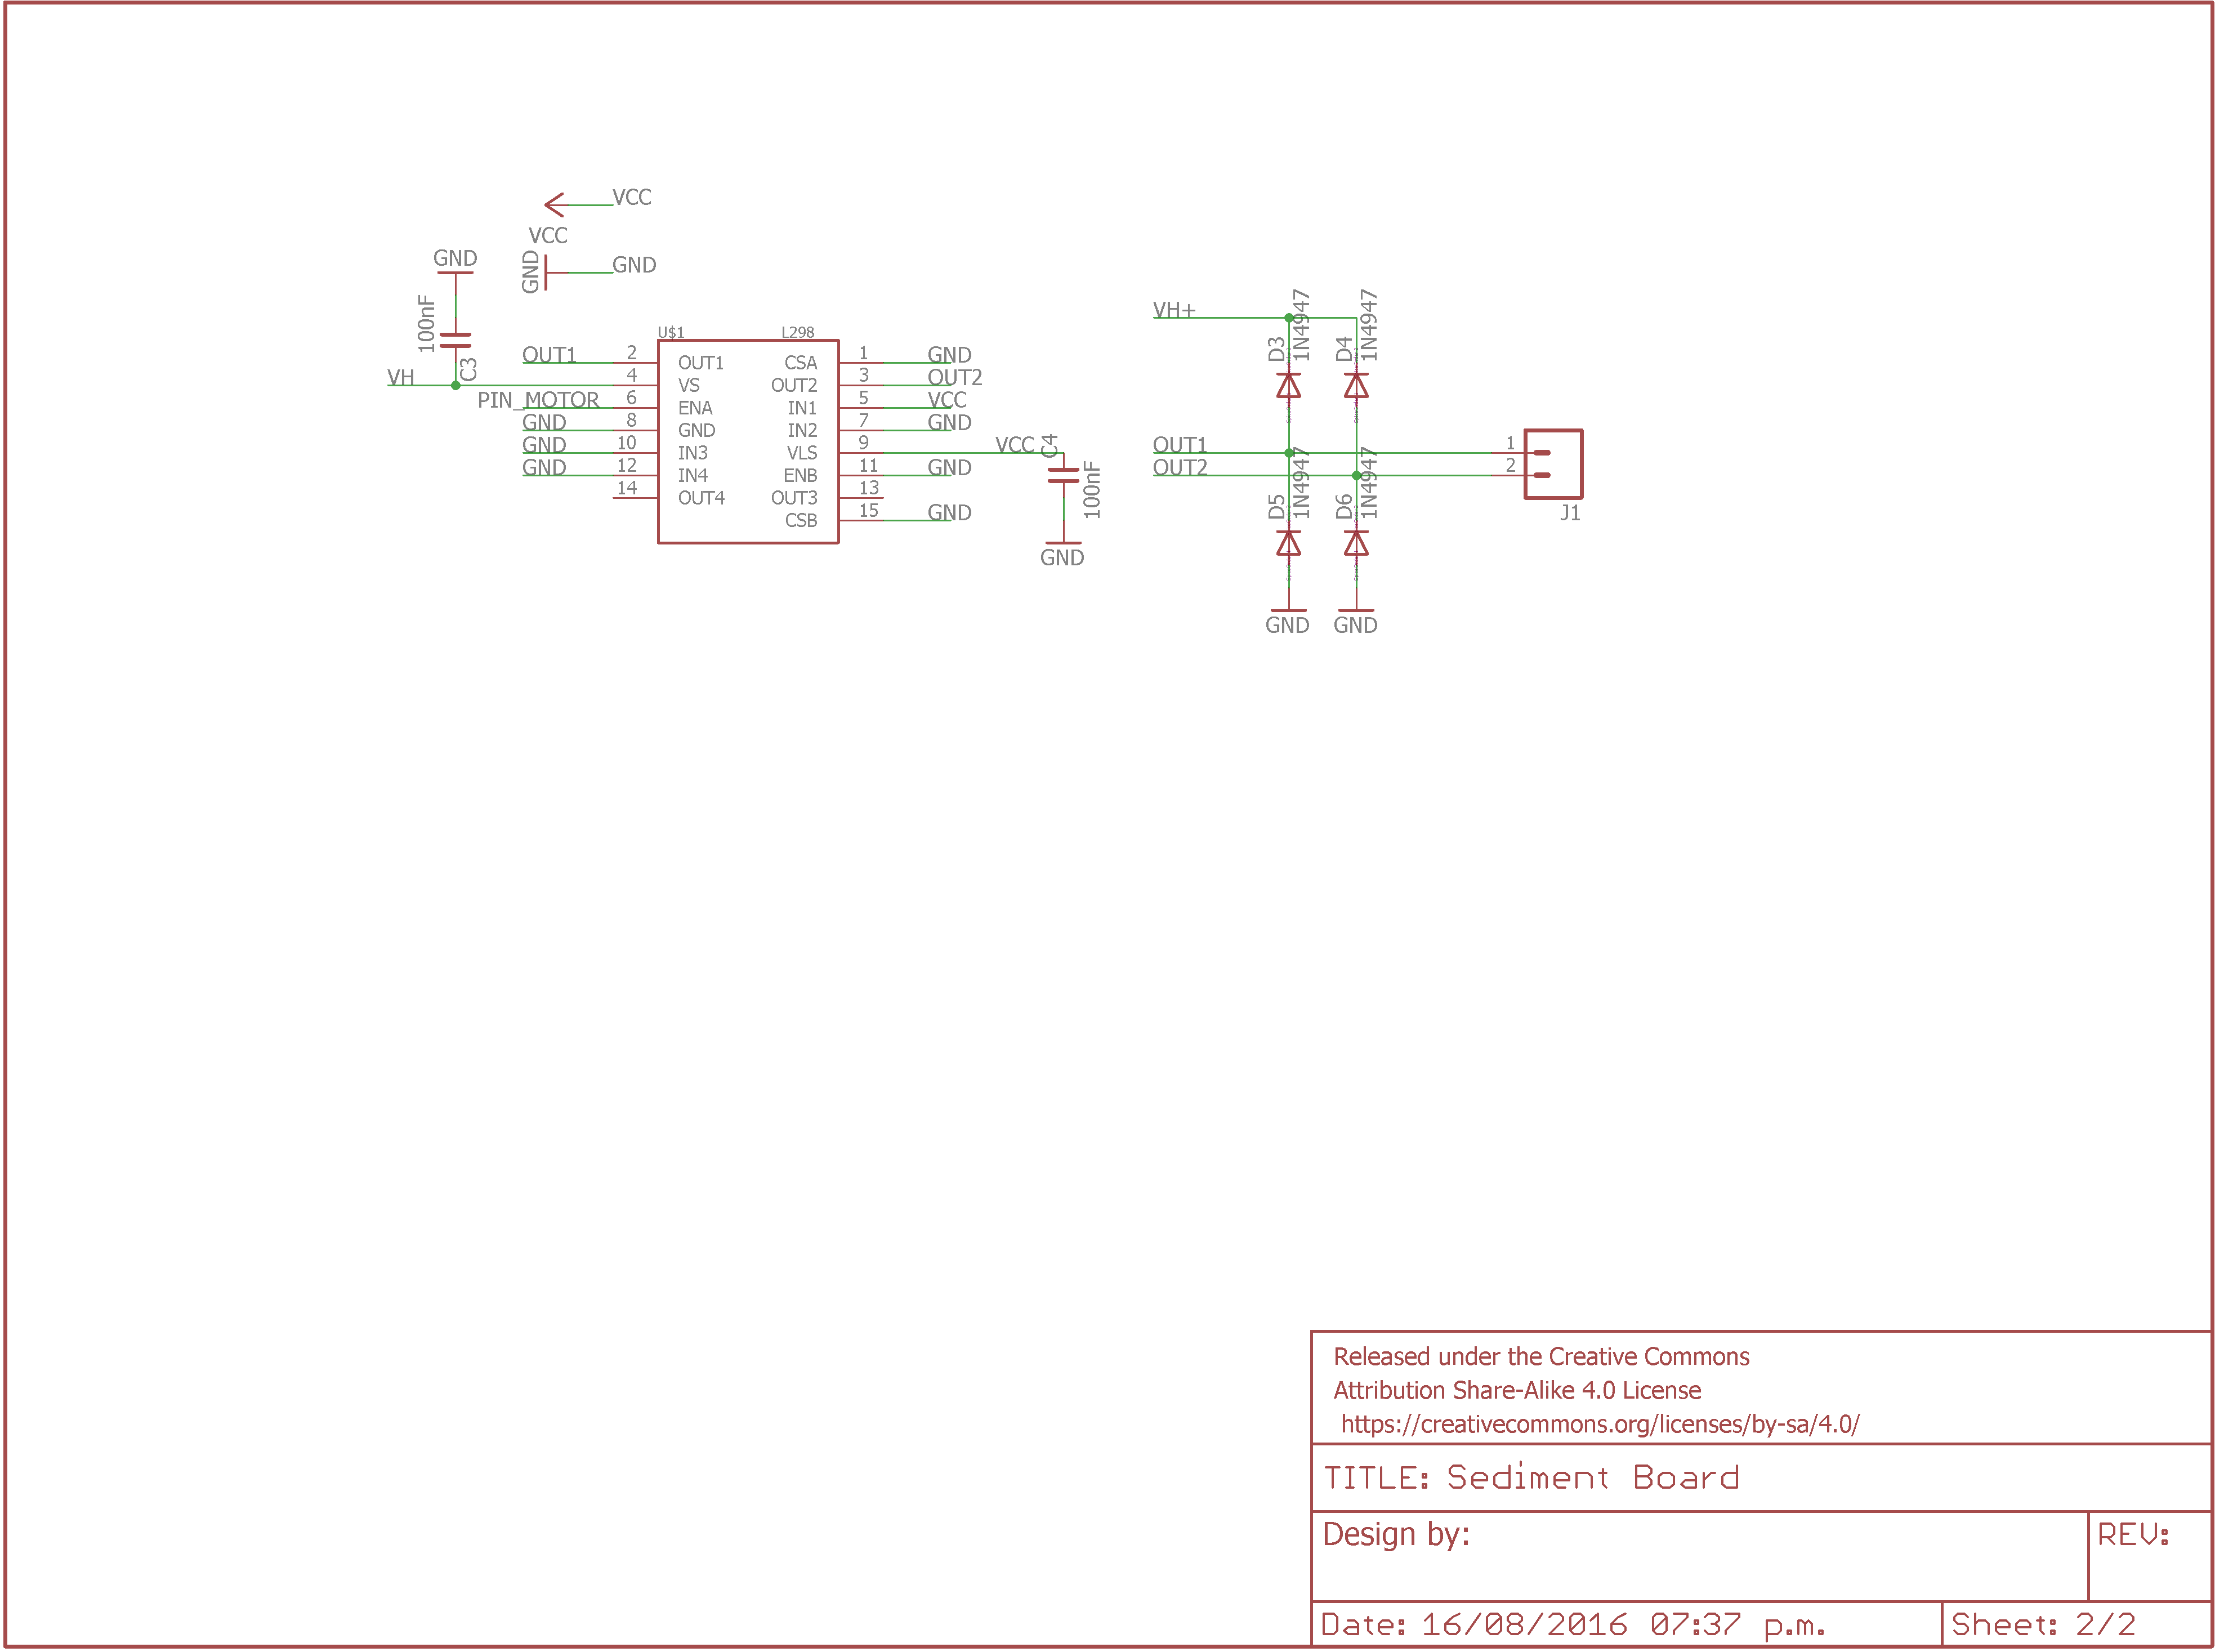 VCC
VCC
GND
GND
GND
100nF
C3
VH
U$1 L298
OUT1 2 OUT1 CSA 1 GND
4 VS OUT2 3 OUT2
PIN_MOTOR 6 ENA IN1 5 VCC
GND 8 GND IN2 7 GND
GND 10 IN3 VLS 9 VCC
GND 12 IN4 ENB 11 GND
14 OUT4 OUT3 13
CSB 15 GND
C4
100nF
GND
VH+
D3
1N4947
D4
1N4947
OUT1
OUT2
D5
1N4947
D6
1N4947
GND
GND
1
2
J1
Released under the Creative Commons
Attribution Share-Alike 4.0 License
https://creativecommons.org/licenses/by-sa/4.0/
TITLE: Sediment Board
Design by:
REV:
Date: 16/08/2016 07:37 p.m.
Sheet: 2/2